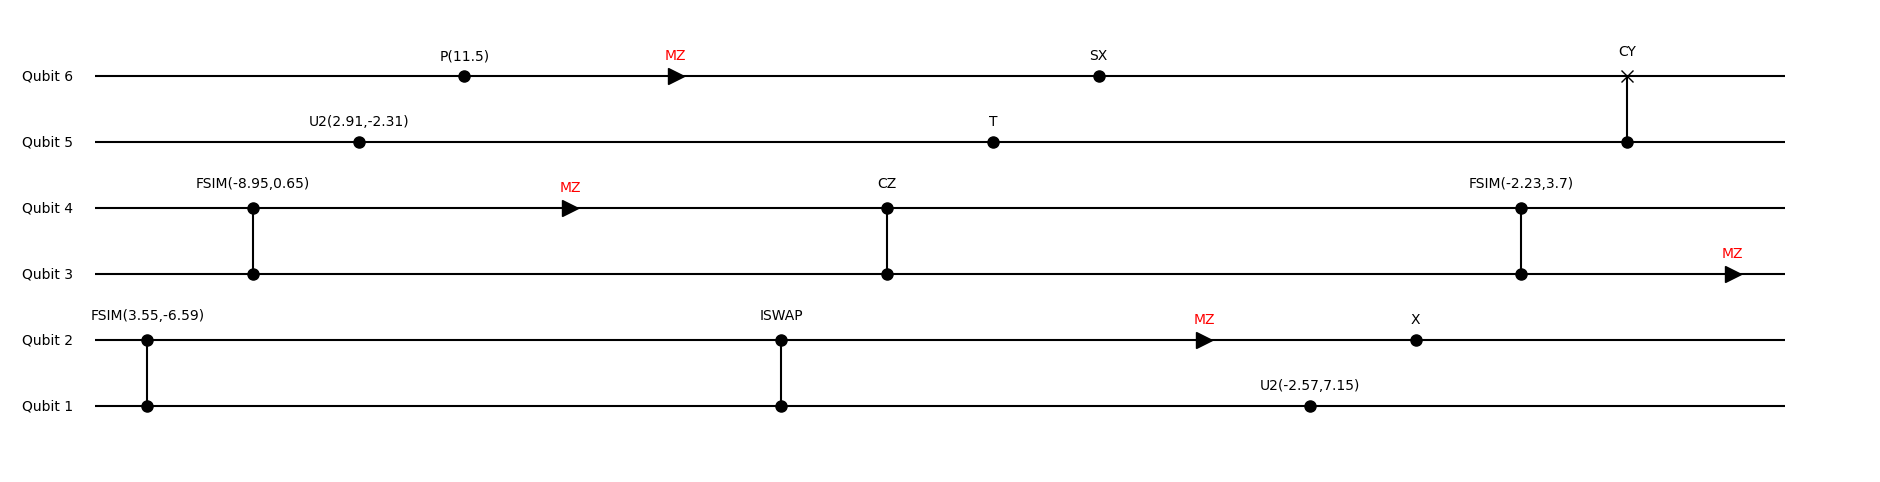 CY
P(11.5)
MZ
SX
Qubit 6
U2(2.91,-2.31)
T
Qubit 5
FSIM(-8.95,0.65)
MZ
CZ
FSIM(-2.23,3.7)
Qubit 4
MZ
Qubit 3
FSIM(3.55,-6.59)
ISWAP
MZ
X
Qubit 2
U2(-2.57,7.15)
Qubit 1